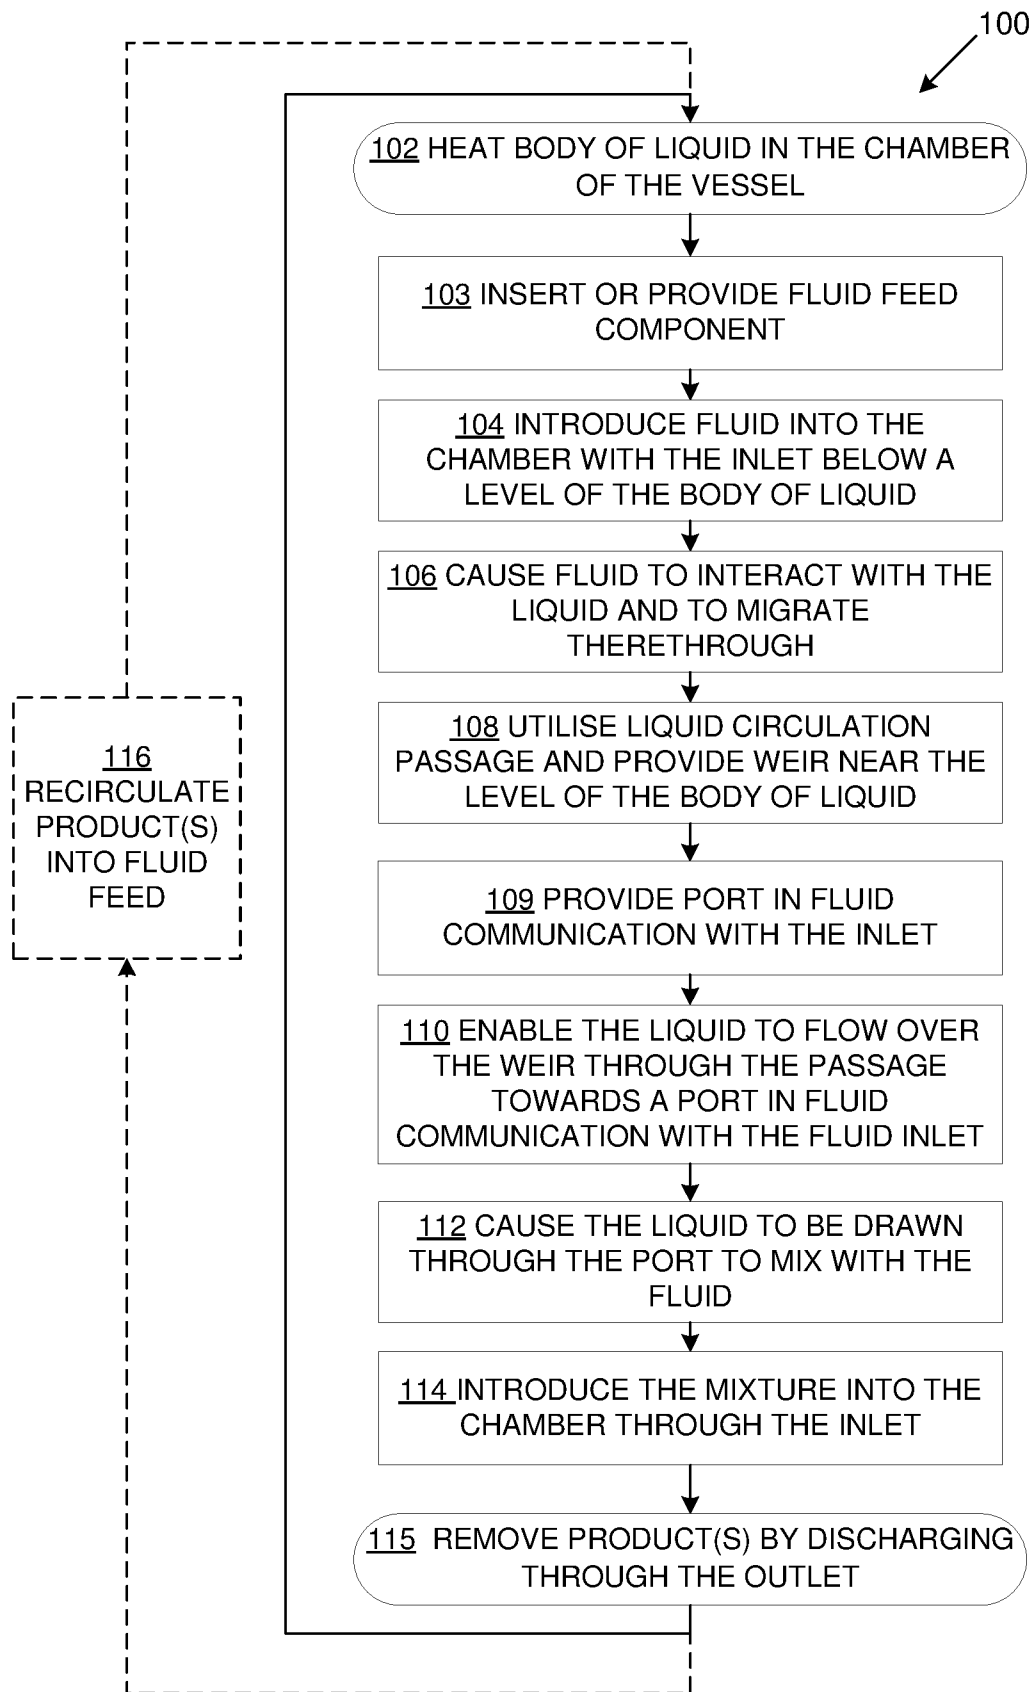 100
102 HEAT BODY OF LIQUID IN THE CHAMBER
OF THE VESSEL
103 INSERT OR PROVIDE FLUID FEED
COMPONENT
104 INTRODUCE FLUID INTO THE
CHAMBER WITH THE INLET BELOW A
LEVEL OF THE BODY OF LIQUID
106 CAUSE FLUID TO INTERACT WITH THE
LIQUID AND TO MIGRATE
THERETHROUGH
108 UTILISE LIQUID CIRCULATION
PASSAGE AND PROVIDE WEIR NEAR THE
LEVEL OF THE BODY OF LIQUID
109 PROVIDE PORT IN FLUID
COMMUNICATION WITH THE INLET
110 ENABLE THE LIQUID TO FLOW OVER
THE WEIR THROUGH THE PASSAGE
TOWARDS A PORT IN FLUID
COMMUNICATION WITH THE FLUID INLET
112 CAUSE THE LIQUID TO BE DRAWN
THROUGH THE PORT TO MIX WITH THE
FLUID
114 INTRODUCE THE MIXTURE INTO THE
CHAMBER THROUGH THE INLET
115 REMOVE PRODUCT(S) BY DISCHARGING
THROUGH THE OUTLET
116
RECIRCULATE
PRODUCT(S)
INTO FLUID
FEED